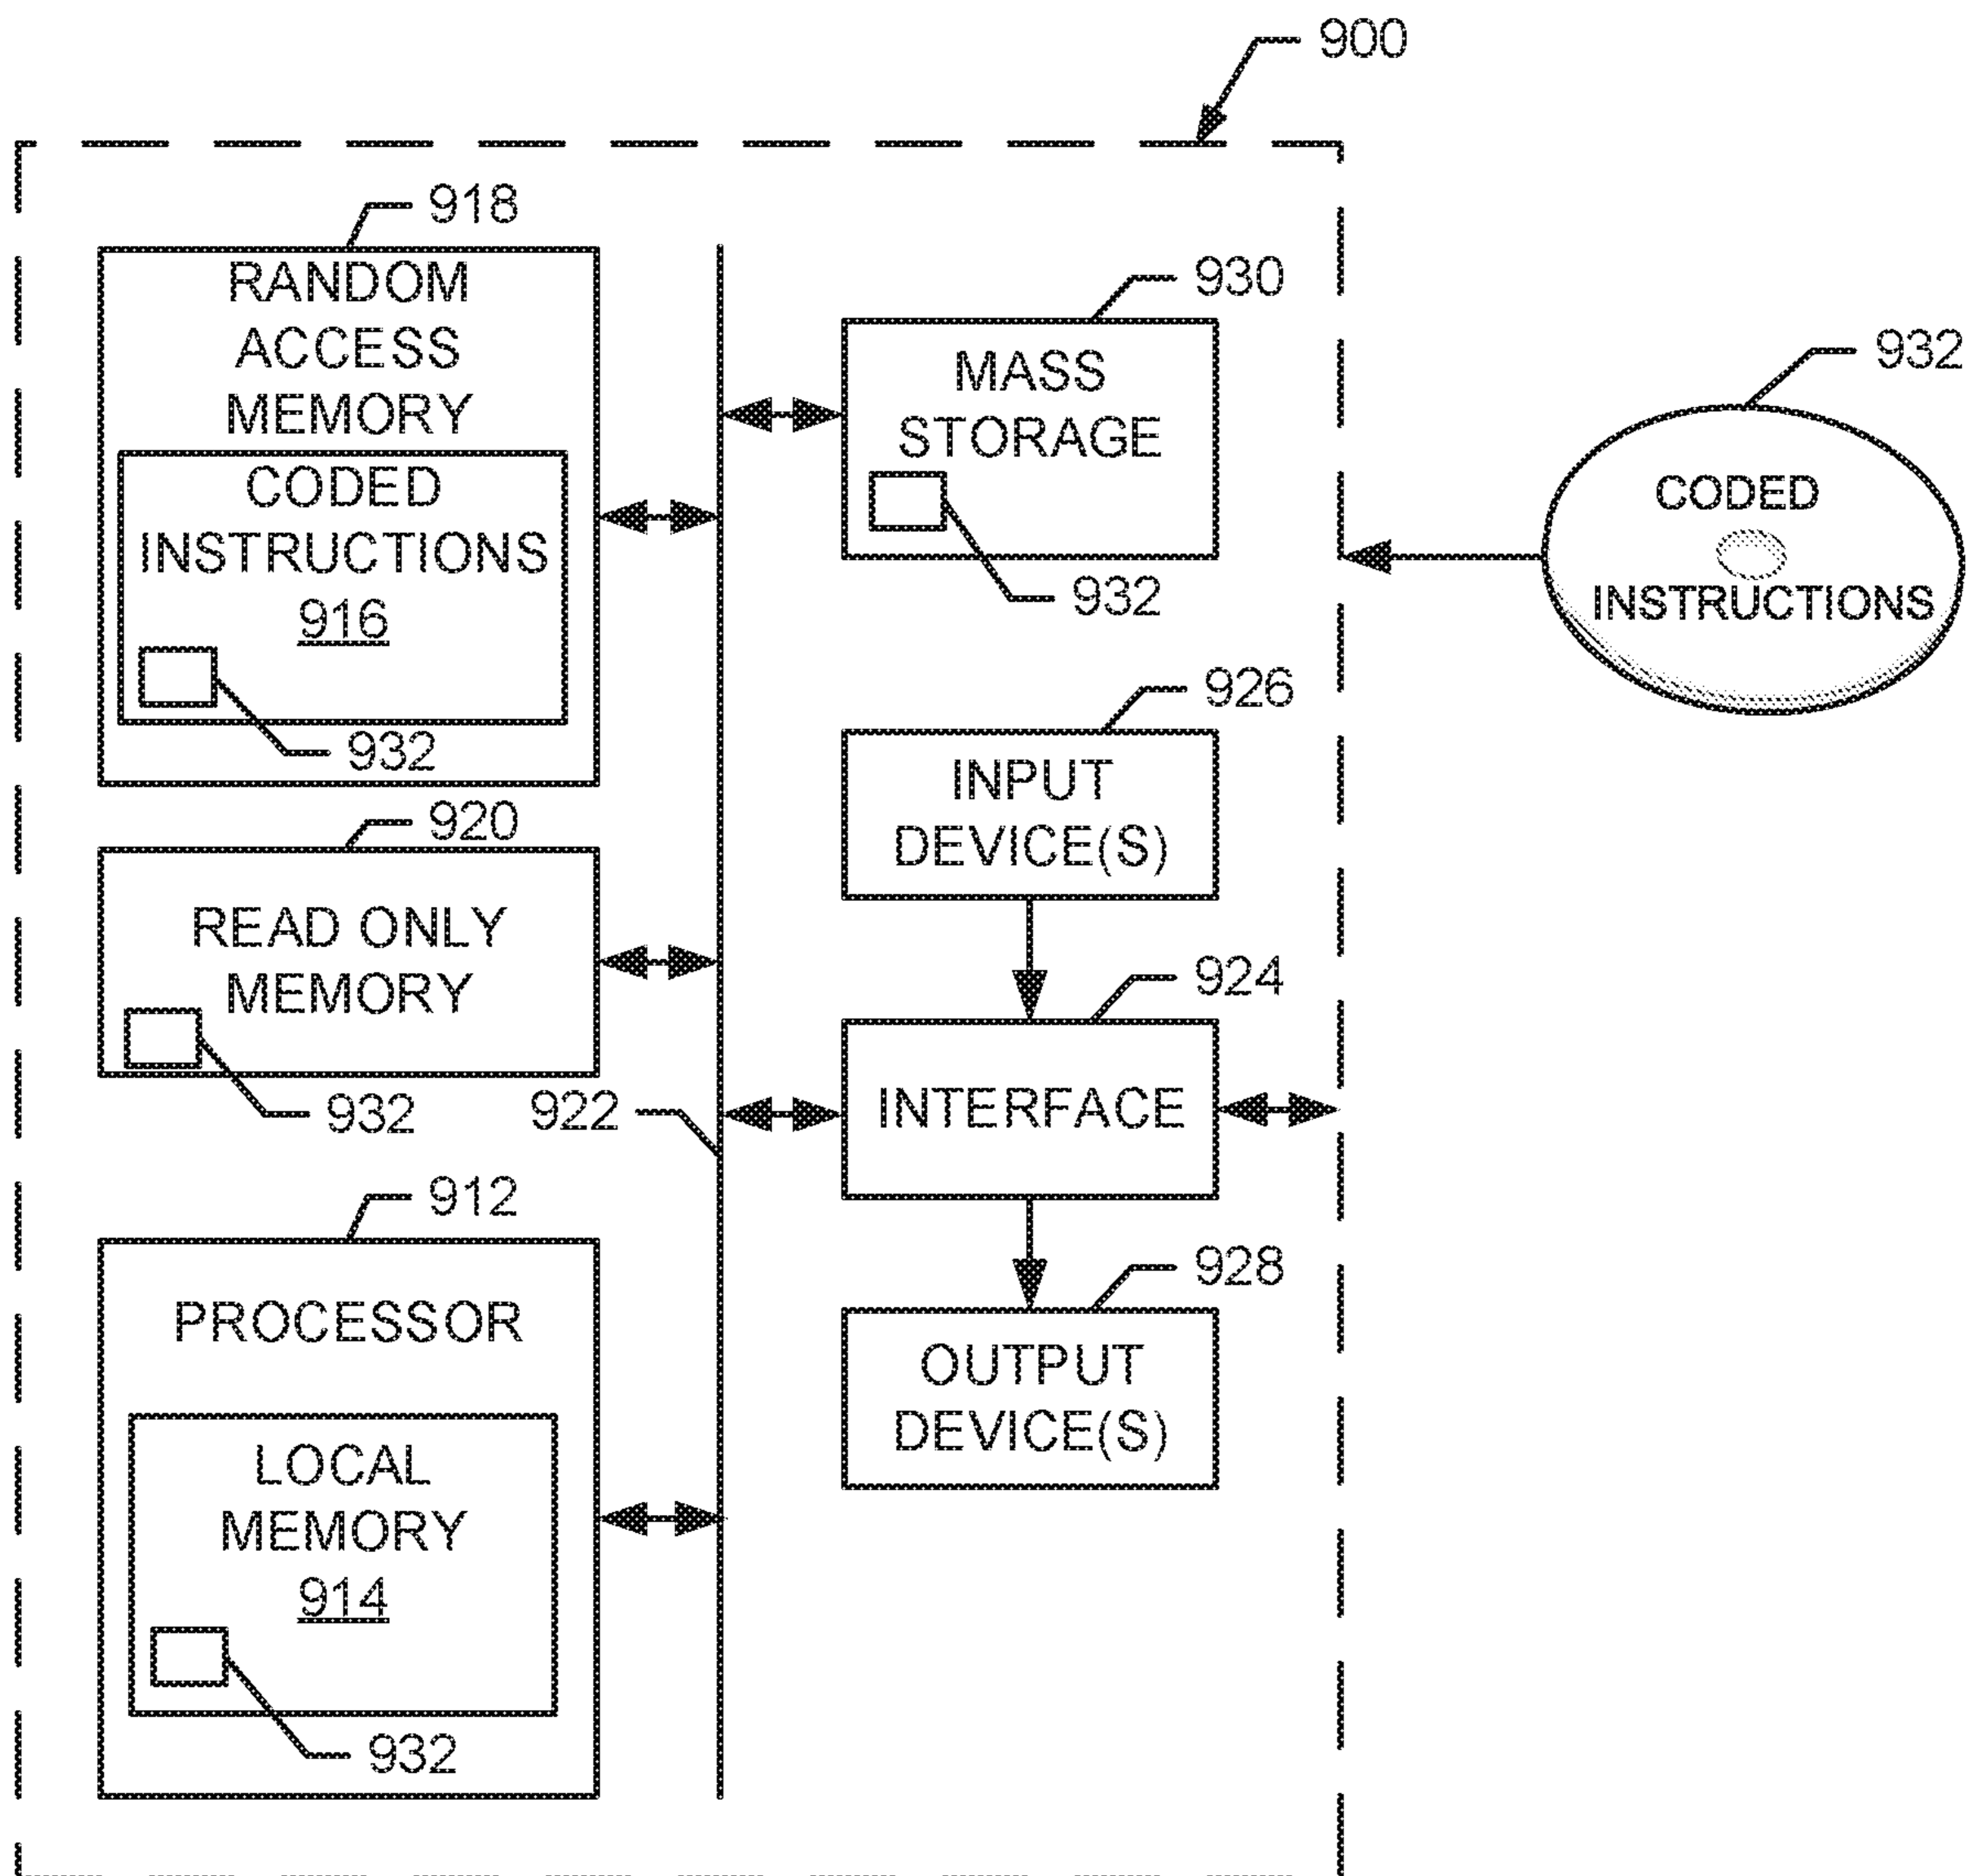 900
918
RANDOM
ACCESS
MEMORY
CODED
INSTRUCTIONS
916
932
930
MASS
STORAGE
932
932
CODED
INSTRUCTIONS
926
INPUT
DEVICE(S)
920
READ ONLY
MEMORY
932
922
924
INTERFACE
912
PROCESSOR
LOCAL
MEMORY
914
932
928
OUTPUT
DEVICE(S)